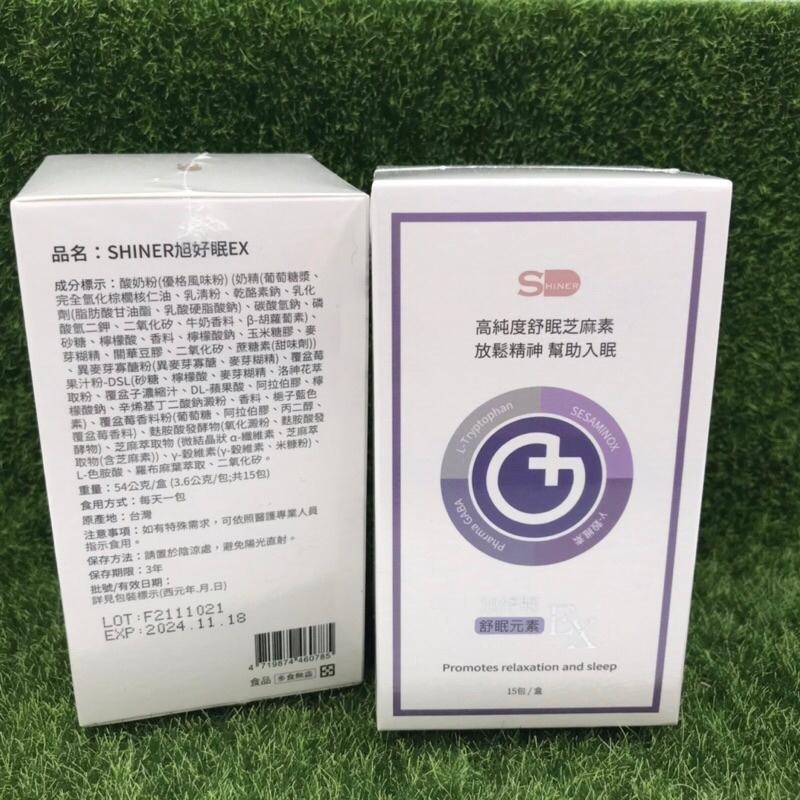 品名：SHINER旭好眠EX
成分標示：酸奶粉(優格風味粉) (奶精(葡萄糖漿、
完全氫化棕櫚核仁油、乳清粉、乾酪素鈉、乳化
劑(脂肪酸甘油酯、乳酸硬脂酸鈉)、碳酸氫鈉、磷
酸氫二鉀、二氧化矽、牛奶香料、β-胡蘿蔔素)、
砂糖、檸檬酸、香料、檸檬酸鈉、玉米糖膠、麥
芽糊精、關華豆膠、二氧化矽、蔗糖素(甜味劑))
、異麥芽寡醣粉(異麥芽寡醣、麥芽糊精)、覆盆莓
果汁粉-DSL(砂糖、檸檬酸、麥芽糊精、洛神花萃
取粉、覆盆子濃縮汁、DL-蘋果酸、阿拉伯膠、檸
檬酸鈉、辛烯基丁二酸鈉澱粉、香料、梔子藍色
素)、覆盆莓香料粉(葡萄糖、阿拉伯膠、丙二醇、
覆盆莓香料)、麩胺酸發酵物(氧化澱粉、麩胺酸發
酵物)、芝麻萃取物 (微結晶狀 α-纖維素、芝麻萃
取物(含芝麻素))、γ-穀維素(γ-穀維素、米糠粉)、
L-色胺酸、羅布麻葉萃取、二氧化矽。
重量：54公克/盒 (3.6公克/包;共15包)
食用方式：每天一包
原產地：台灣
注意事項：如有特殊需求，可依照醫護專業人員
指示食用。
保存方法：請置於陰涼處，避免陽光直射。
保存期限：3年
批號/有效日期：
詳見包裝標示(西元年.月.日)
LOT:F2111021
EXP:2024.11.18
4 719874 460785
食品 多食無益
SHINER
高純度舒眠芝麻素
放鬆精神 幫助入眠
L-Tryptophan
SESAMINOX
Pharma GABA
γ-穀維素
旭好眠
舒眠元素 EX
Promotes relaxation and sleep
15包 / 盒